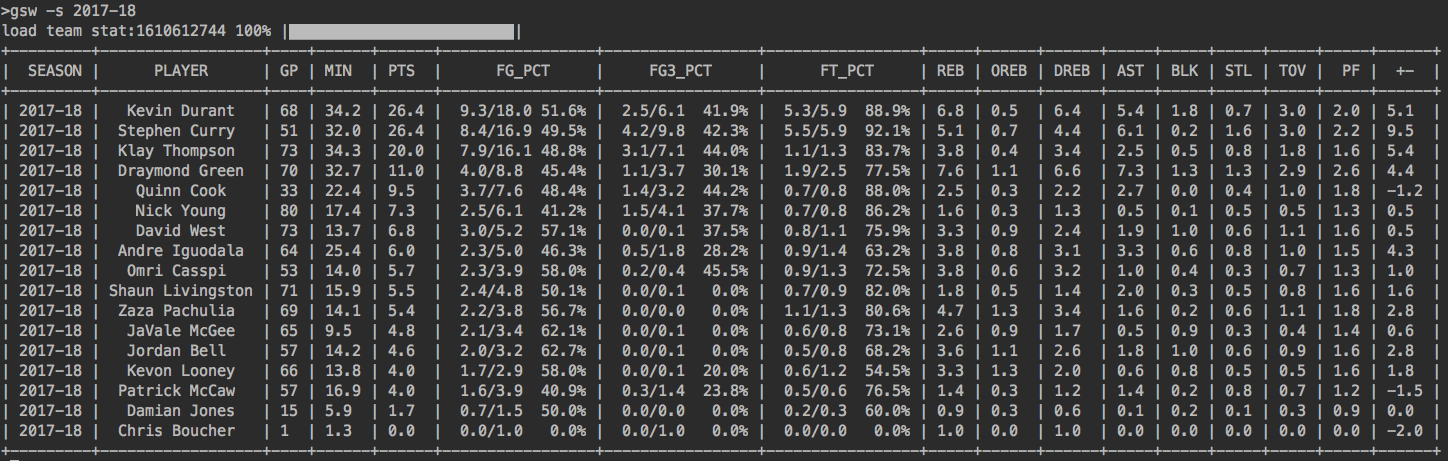 >gsw -s 2017-18
load team stat:1610612744 100% | |
+----------+-----------------+----+------+------+----------------+----------------+----------------+-----+------+------+-----+-----+-----+-----+-----+------+
| SEASON | PLAYER | GP | MIN | PTS | FG_PCT | FG3_PCT | FT_PCT | REB | OREB | DREB | AST | BLK | STL | TOV | PF | +- |
+----------+-----------------+----+------+------+----------------+----------------+----------------+-----+------+------+-----+-----+-----+-----+-----+------+
| 2017-18 | Kevin Durant | 68 | 34.2 | 26.4 | 9.3/18.0 51.6% | 2.5/6.1 41.9% | 5.3/5.9 88.9% | 6.8 | 0.5 | 6.4 | 5.4 | 1.8 | 0.7 | 3.0 | 2.0 | 5.1 |
| 2017-18 | Stephen Curry | 51 | 32.0 | 26.4 | 8.4/16.9 49.5% | 4.2/9.8 42.3% | 5.5/5.9 92.1% | 5.1 | 0.7 | 4.4 | 6.1 | 0.2 | 1.6 | 3.0 | 2.2 | 9.5 |
| 2017-18 | Klay Thompson | 73 | 34.3 | 20.0 | 7.9/16.1 48.8% | 3.1/7.1 44.0% | 1.1/1.3 83.7% | 3.8 | 0.4 | 3.4 | 2.5 | 0.5 | 0.8 | 1.8 | 1.6 | 5.4 |
| 2017-18 | Draymond Green | 70 | 32.7 | 11.0 | 4.0/8.8 45.4% | 1.1/3.7 30.1% | 1.9/2.5 77.5% | 7.6 | 1.1 | 6.6 | 7.3 | 1.3 | 1.3 | 2.9 | 2.6 | 4.4 |
| 2017-18 | Quinn Cook | 33 | 22.4 | 9.5 | 3.7/7.6 48.4% | 1.4/3.2 44.2% | 0.7/0.8 88.0% | 2.5 | 0.3 | 2.2 | 2.7 | 0.0 | 0.4 | 1.0 | 1.8 | -1.2 |
| 2017-18 | Nick Young | 80 | 17.4 | 7.3 | 2.5/6.1 41.2% | 1.5/4.1 37.7% | 0.7/0.8 86.2% | 1.6 | 0.3 | 1.3 | 0.5 | 0.1 | 0.5 | 0.5 | 1.3 | 0.5 |
| 2017-18 | David West | 73 | 13.7 | 6.8 | 3.0/5.2 57.1% | 0.0/0.1 37.5% | 0.8/1.1 75.9% | 3.3 | 0.9 | 2.4 | 1.9 | 1.0 | 0.6 | 1.1 | 1.6 | 0.5 |
| 2017-18 | Andre Iguodala | 64 | 25.4 | 6.0 | 2.3/5.0 46.3% | 0.5/1.8 28.2% | 0.9/1.4 63.2% | 3.8 | 0.8 | 3.1 | 3.3 | 0.6 | 0.8 | 1.0 | 1.5 | 4.3 |
| 2017-18 | Omri Casspi | 53 | 14.0 | 5.7 | 2.3/3.9 58.0% | 0.2/0.4 45.5% | 0.9/1.3 72.5% | 3.8 | 0.6 | 3.2 | 1.0 | 0.4 | 0.3 | 0.7 | 1.3 | 1.0 |
| 2017-18 | Shaun Livingston | 71 | 15.9 | 5.5 | 2.4/4.8 50.1% | 0.0/0.1 0.0% | 0.7/0.9 82.0% | 1.8 | 0.5 | 1.4 | 2.0 | 0.3 | 0.5 | 0.8 | 1.6 | 1.6 |
| 2017-18 | Zaza Pachulia | 69 | 14.1 | 5.4 | 2.2/3.8 56.7% | 0.0/0.0 0.0% | 1.1/1.3 80.6% | 4.7 | 1.3 | 3.4 | 1.6 | 0.2 | 0.6 | 1.1 | 1.8 | 2.8 |
| 2017-18 | JaVale McGee | 65 | 9.5 | 4.8 | 2.1/3.4 62.1% | 0.0/0.1 0.0% | 0.6/0.8 73.1% | 2.6 | 0.9 | 1.7 | 0.5 | 0.9 | 0.3 | 0.4 | 1.4 | 0.6 |
| 2017-18 | Jordan Bell | 57 | 14.2 | 4.6 | 2.0/3.2 62.7% | 0.0/0.1 0.0% | 0.5/0.8 68.2% | 3.6 | 1.1 | 2.6 | 1.8 | 1.0 | 0.6 | 0.9 | 1.6 | 2.8 |
| 2017-18 | Kevon Looney | 66 | 13.8 | 4.0 | 1.7/2.9 58.0% | 0.0/0.1 20.0% | 0.6/1.2 54.5% | 3.3 | 1.3 | 2.0 | 0.6 | 0.8 | 0.5 | 0.5 | 1.6 | 1.8 |
| 2017-18 | Patrick McCaw | 57 | 16.9 | 4.0 | 1.6/3.9 40.9% | 0.3/1.4 23.8% | 0.5/0.6 76.5% | 1.4 | 0.3 | 1.2 | 1.4 | 0.2 | 0.8 | 0.7 | 1.2 | -1.5 |
| 2017-18 | Damian Jones | 15 | 5.9 | 1.7 | 0.7/1.5 50.0% | 0.0/0.0 0.0% | 0.2/0.3 60.0% | 0.9 | 0.3 | 0.6 | 0.1 | 0.2 | 0.1 | 0.3 | 0.9 | 0.0 |
| 2017-18 | Chris Boucher | 1 | 1.3 | 0.0 | 0.0/1.0 0.0% | 0.0/1.0 0.0% | 0.0/0.0 0.0% | 1.0 | 0.0 | 1.0 | 0.0 | 0.0 | 0.0 | 0.0 | 0.0 | -2.0 |
+----------+-----------------+----+------+------+----------------+----------------+----------------+-----+------+------+-----+-----+-----+-----+-----+------+